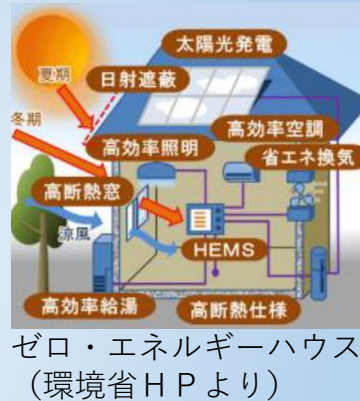 太陽光発電
夏期
日射遮蔽
冬期
高効率照明
高効率空調
省エネ換気
高断熱窓
涼風
HEMS
高効率給湯
高断熱仕様
ゼロ・エネルギーハウス
（環境省ＨＰより）